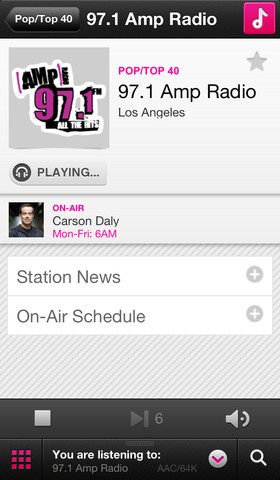 Pop/Top 40
97.1 Amp Radio
AMP
RADIO
97.1 FM
ALL THE HITS
POP/TOP 40
97.1 Amp Radio
Los Angeles
PLAYING...
ON-AIR
Carson Daly
Mon-Fri: 6AM
Station News
On-Air Schedule
6
You are listening to:
97.1 Amp Radio
AAC/64K